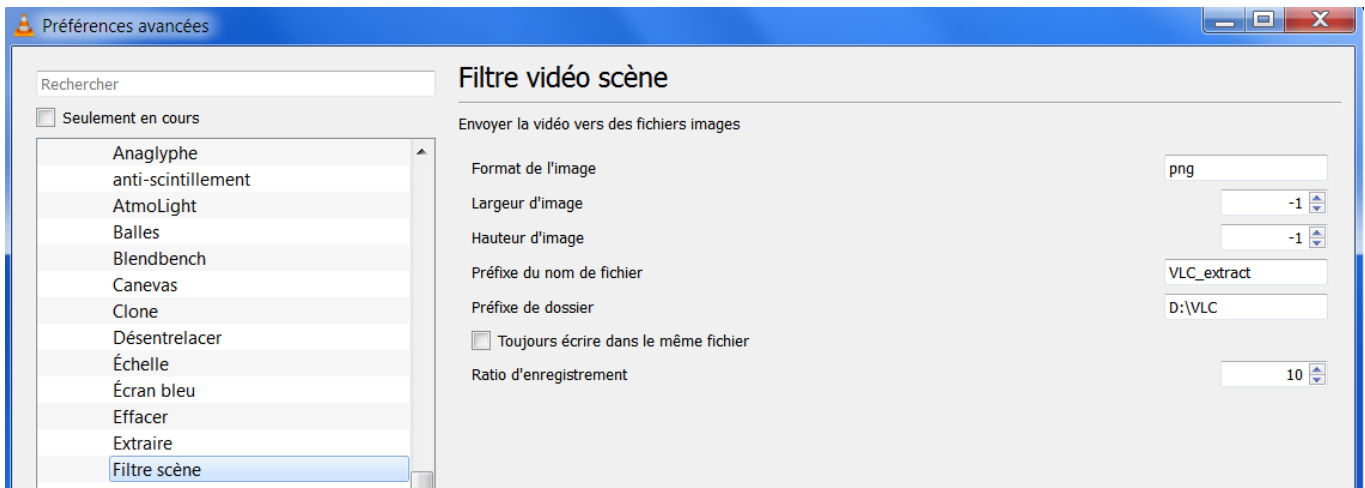 Préférences avancées
Rechercher
Seulement en cours
Anaglyphe
anti-scintillement
AtmoLight
Balles
Blendbench
Canevas
Clone
Désentrelacer
Échelle
Écran bleu
Effacer
Extraire
Filtre scène
Filtre vidéo scène
Envoyer la vidéo vers des fichiers images
Format de l'image png
Largeur d'image -1
Hauteur d'image -1
Préfixe du nom de fichier VLC_extract
Préfixe de dossier D:\VLC
Toujours écrire dans le même fichier
Ratio d'enregistrement 10